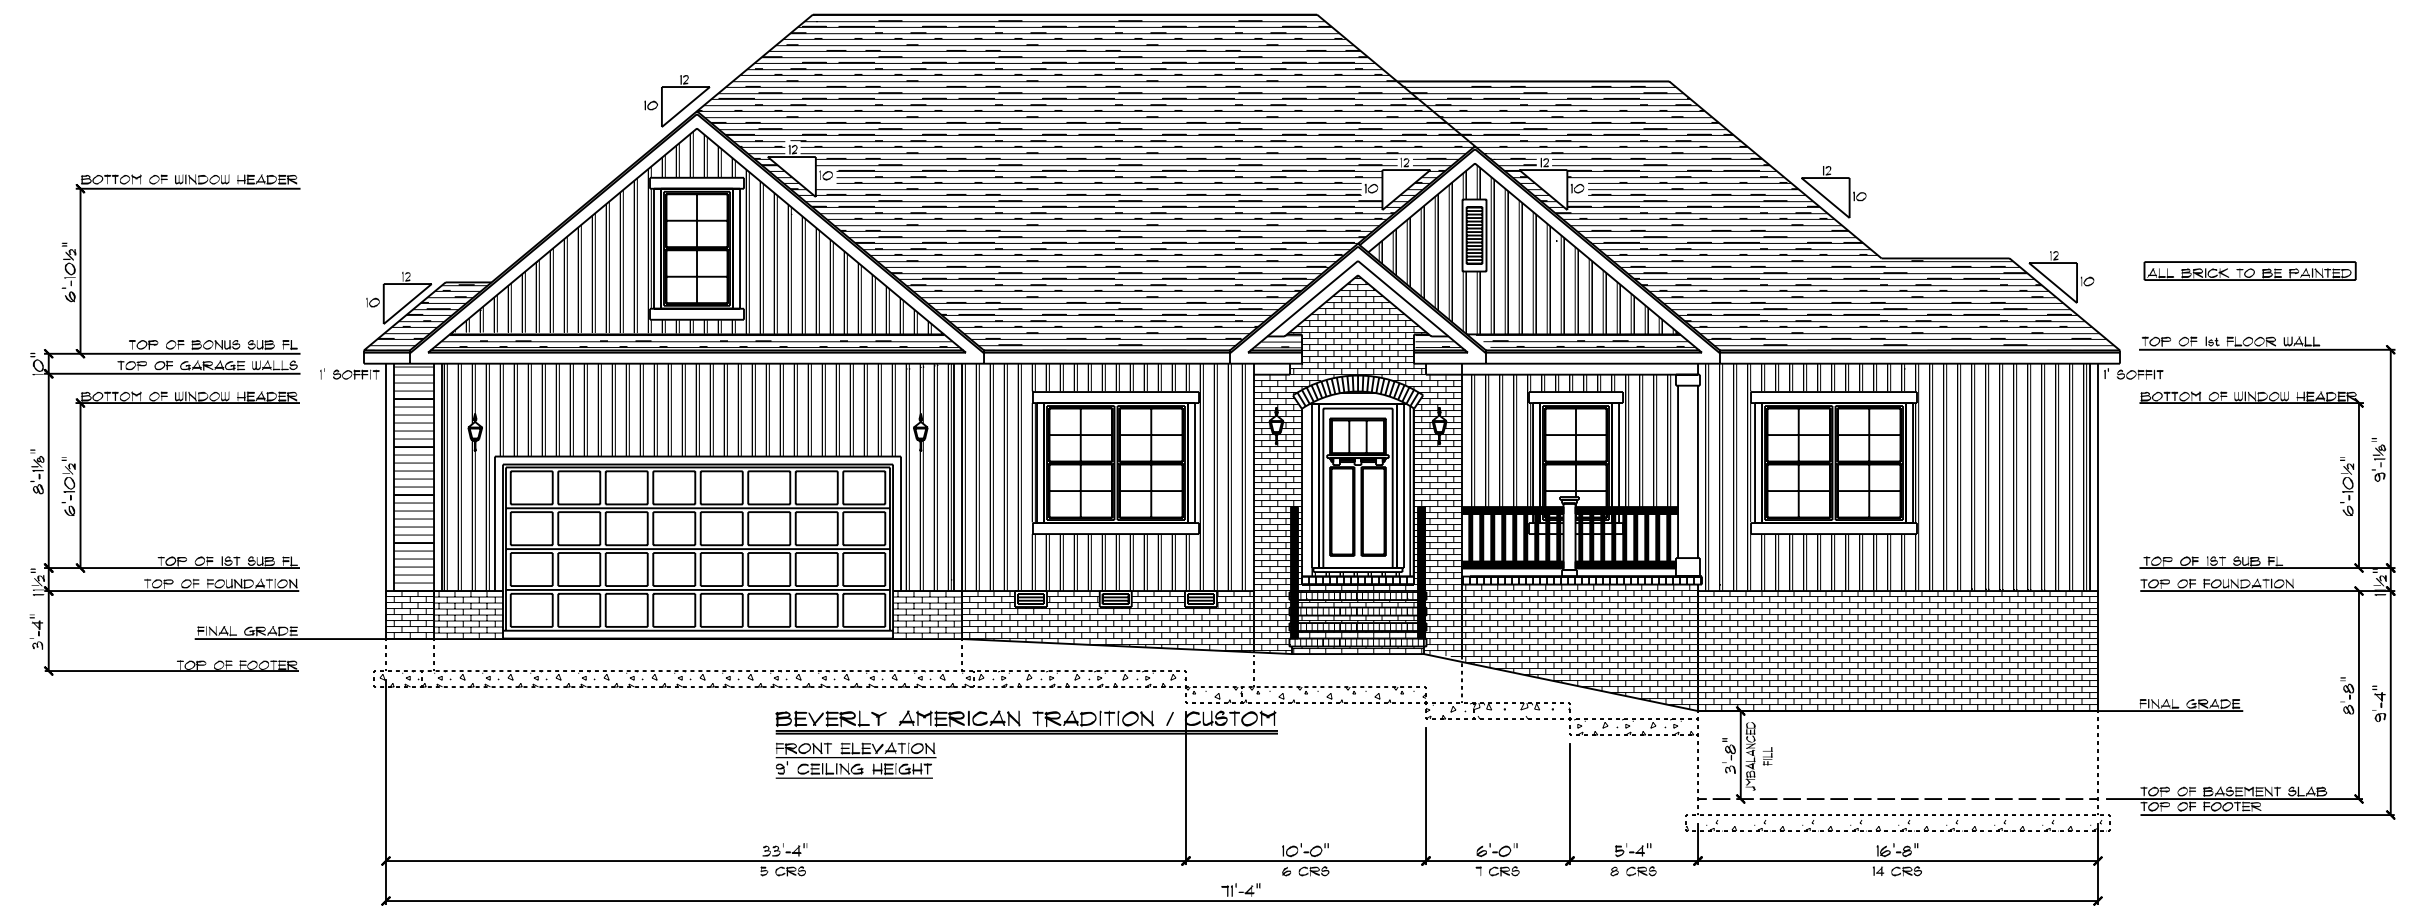 12
10
12
10
12
10
12
10
12
10
12
10
12
10
BOTTOM OF WINDOW HEADER
6'-10½"
TOP OF BONUS SUB FL
10"
TOP OF GARAGE WALLS
1' SOFFIT
BOTTOM OF WINDOW HEADER
8'-1⅛"
6'-10½"
TOP OF 1ST SUB FL
11½"
TOP OF FOUNDATION
3'-4"
FINAL GRADE
TOP OF FOOTER
ALL BRICK TO BE PAINTED
TOP OF 1st FLOOR WALL
1' SOFFIT
BOTTOM OF WINDOW HEADER
9'-1⅛"
6'-10½"
TOP OF 1ST SUB FL
11½"
TOP OF FOUNDATION
8'-8"
9'-4"
FINAL GRADE
3'-8"
UMBALANCED
FILL
TOP OF BASEMENT SLAB
TOP OF FOOTER
BEVERLY AMERICAN TRADITION / CUSTOM
FRONT ELEVATION
9' CEILING HEIGHT
33'-4" 10'-0" 6'-0" 5'-4" 16'-8"
5 CRS 6 CRS 7 CRS 8 CRS 14 CRS
71'-4"